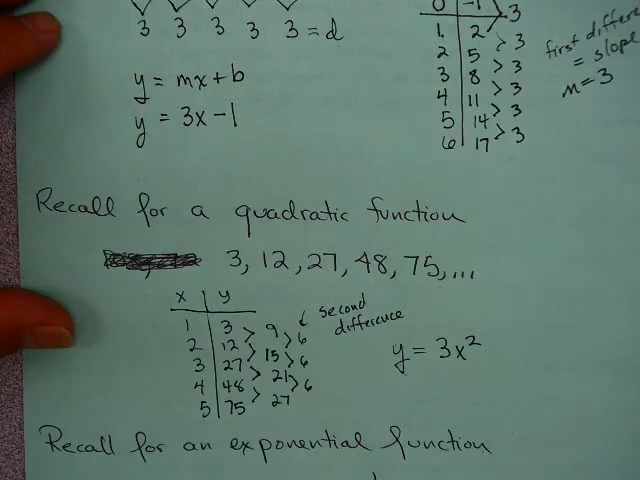 3 3 3 3 3 = d
0 -1 > 3
1 2
2 5 > 3
3 8 > 3
4 11 > 3
5 14 > 3
6 17 > 3
first
= slope
m = 3
y = mx + b
y = 3x - 1
Recall for a quadratic function
3, 12, 27, 48, 75, ...
x y
1 3 > 9 > 6
2 12 > 15 > 6
3 27 > 21 > 6
4 48 > 27
5 75
second
difference
y = 3x²
Recall for an exponential function